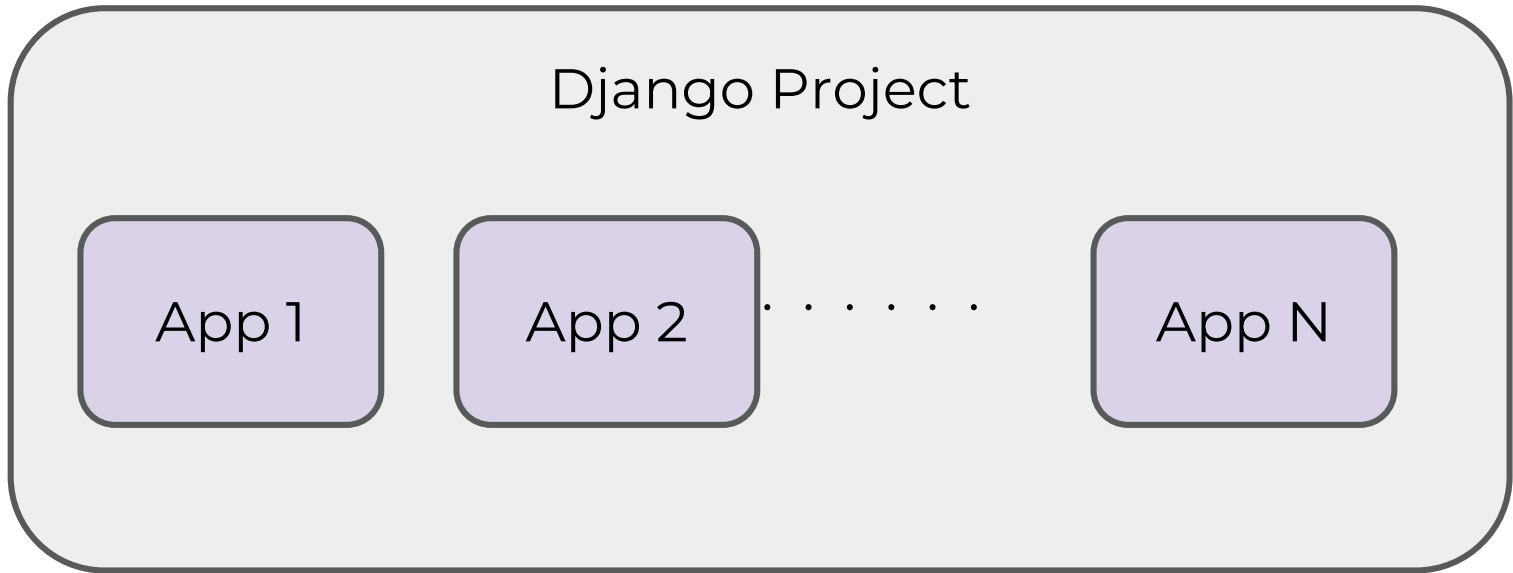 Django Project
App 1
App 2
. . . . . .
App N